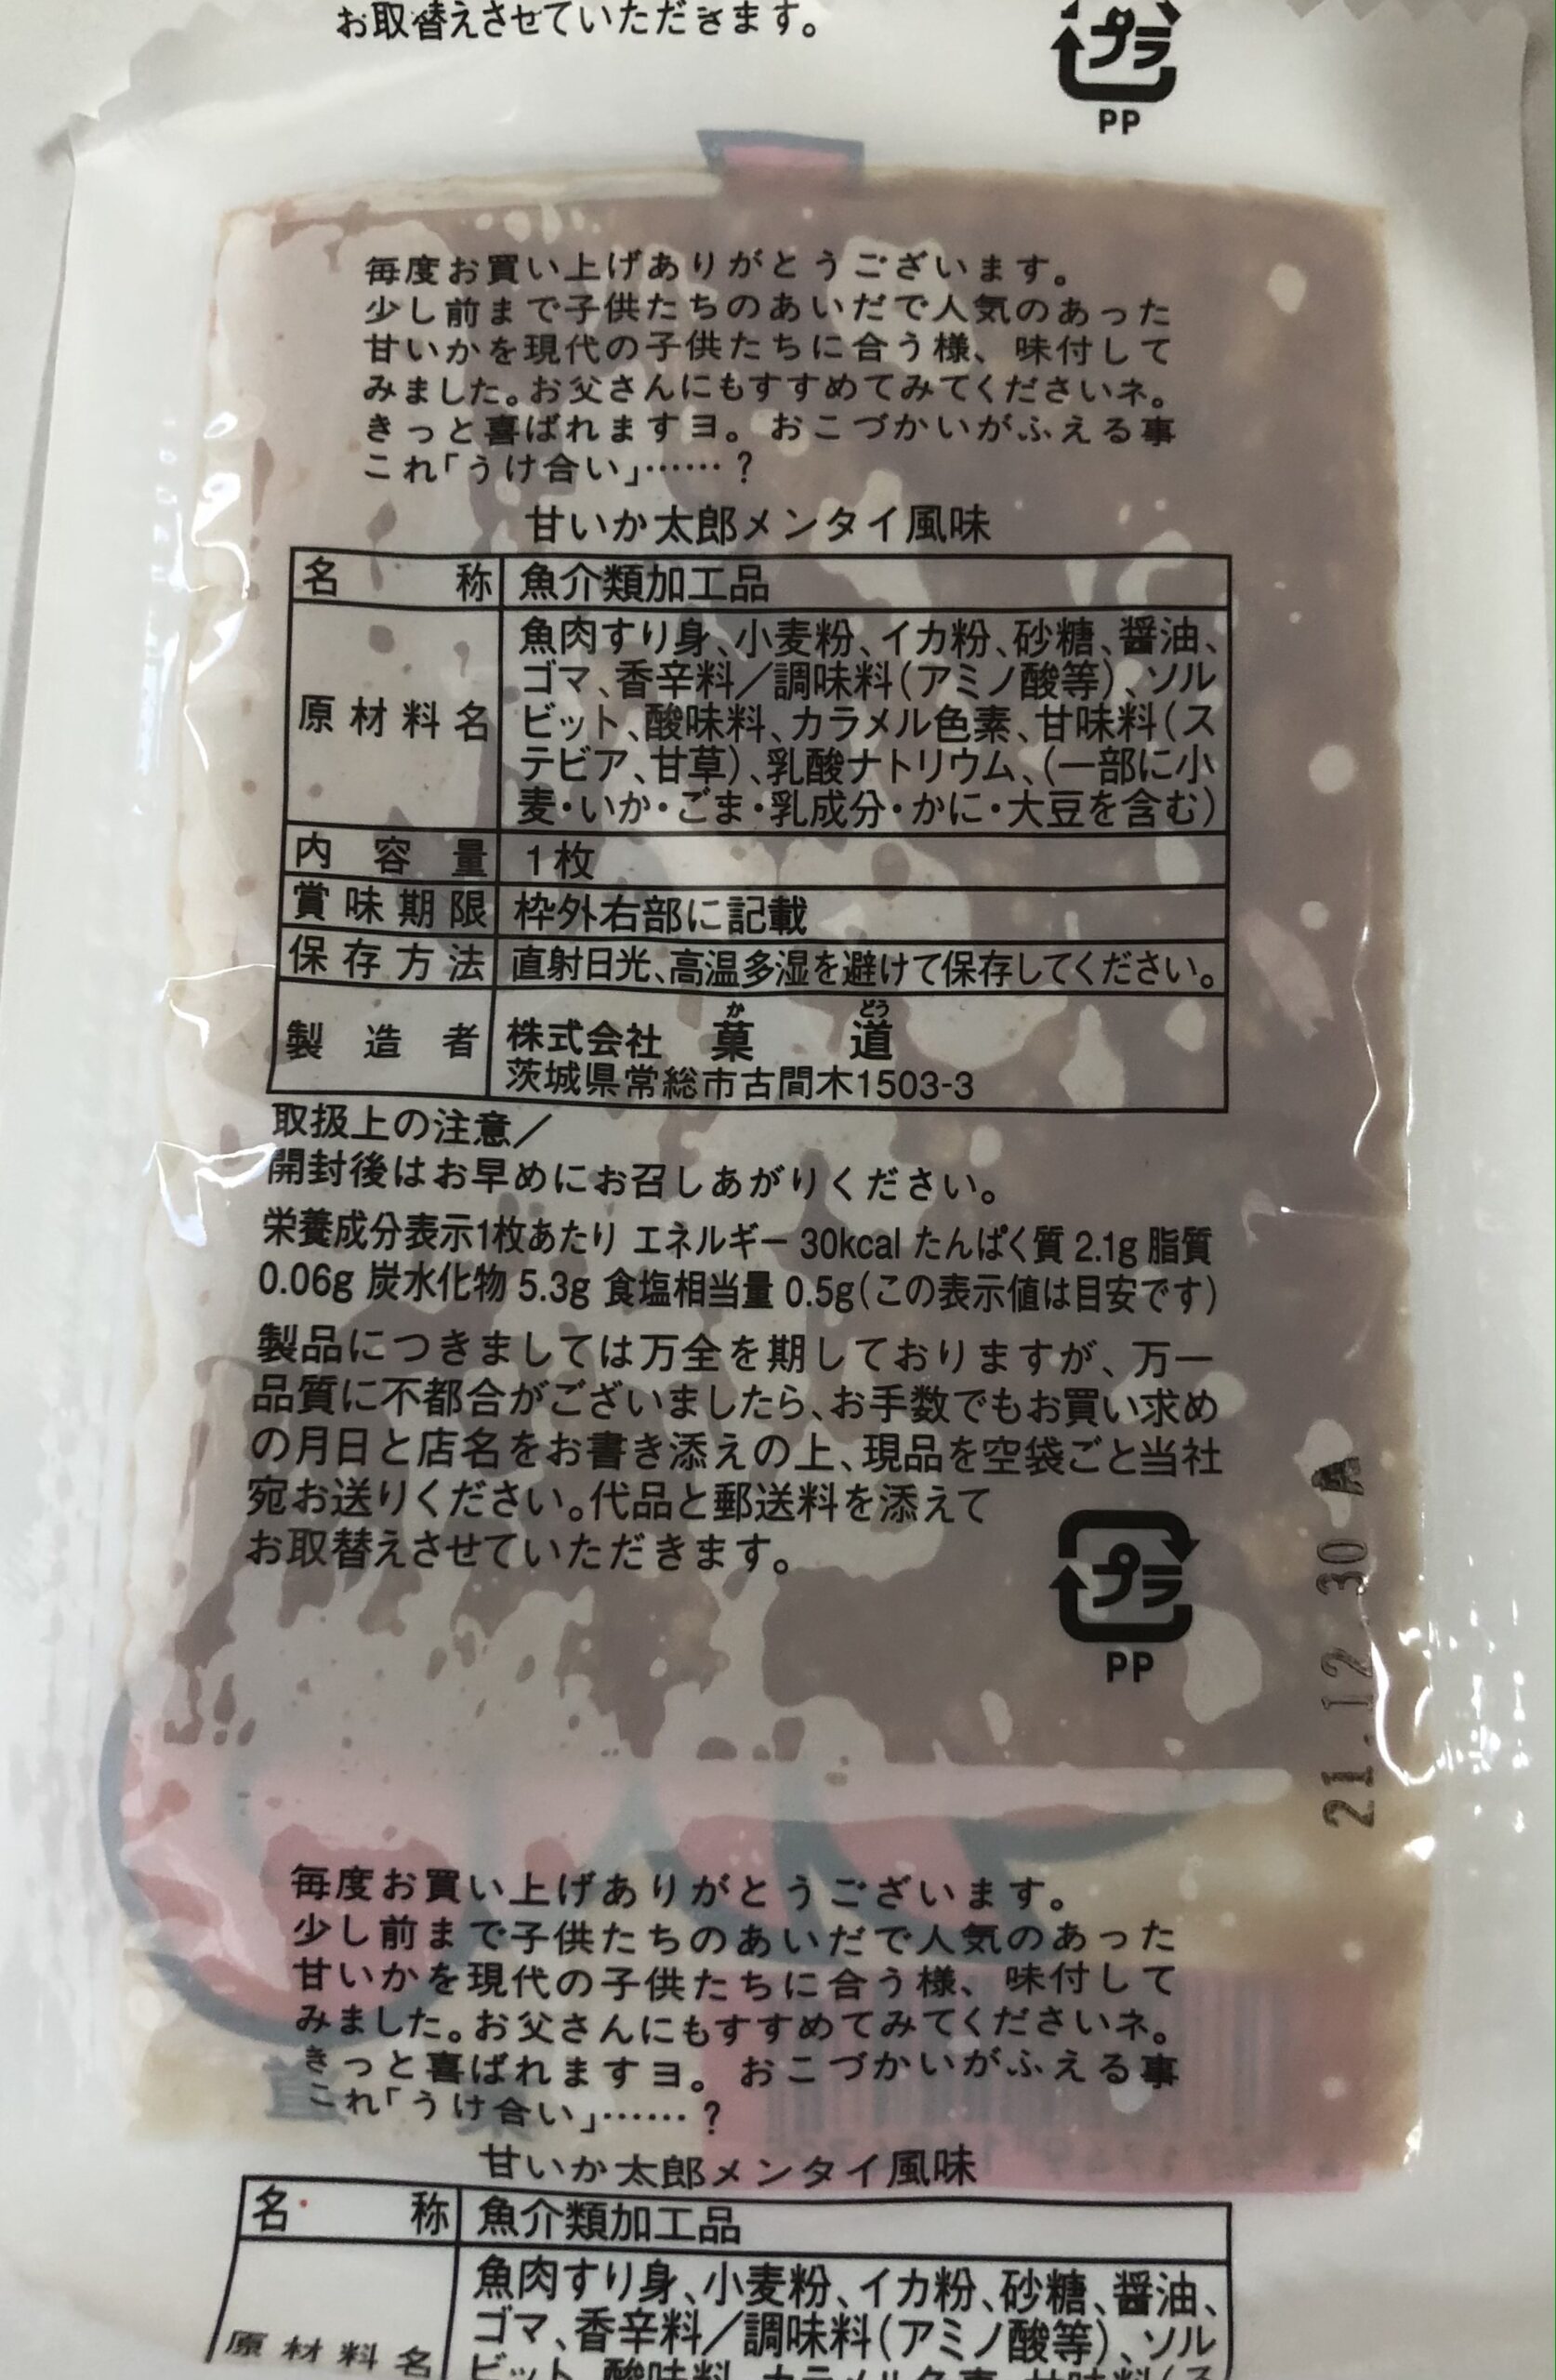 お取替えさせていただきます。
プラ
PP
毎度お買い上げありがとうございます。
少し前まで子供たちのあいだで人気のあった
甘いかを現代の子供たちに合う様、味付して
みました。お父さんにもすすめてみてくださいネ。
きっと喜ばれますヨ。おこづかいがふえる事
これ「うけ合い」……?
甘いか太郎メンタイ風味
名称 魚介類加工品
原材料名 魚肉すり身、小麦粉、イカ粉、砂糖、醤油、
ゴマ、香辛料／調味料(アミノ酸等)、ソル
ビット、酸味料、カラメル色素、甘味料(ス
テビア、甘草)、乳酸ナトリウム、(一部に小
麦・いか・ごま・乳成分・かに・大豆を含む)
内容量 1枚
賞味期限 枠外右部に記載
保存方法 直射日光、高温多湿を避けて保存してください。
か どう
製造者 株式会社 菓道
茨城県常総市古間木1503-3
取扱上の注意／
開封後はお早めにお召しあがりください。
栄養成分表示1枚あたり エネルギー 30kcal たんぱく質 2.1g 脂質
0.06g 炭水化物 5.3g 食塩相当量 0.5g(この表示値は目安です)
製品につきましては万全を期しておりますが、万一
品質に不都合がございましたら、お手数でもお買い求め
の月日と店名をお書き添えの上、現品を空袋ごと当社
宛お送りください。代品と郵送料を添えて
お取替えさせていただきます。
プラ
PP
21.12.30 A
毎度お買い上げありがとうございます。
少し前まで子供たちのあいだで人気のあった
甘いかを現代の子供たちに合う様、味付して
みました。お父さんにもすすめてみてくださいネ。
きっと喜ばれますヨ。おこづかいがふえる事
これ「うけ合い」……?
甘いか太郎メンタイ風味
名称 魚介類加工品
魚肉すり身、小麦粉、イカ粉、砂糖、醤油、
原材料名 ゴマ、香辛料／調味料(アミノ酸等)、ソル
ビット、酸味料、カラメル色素、甘味料(ス